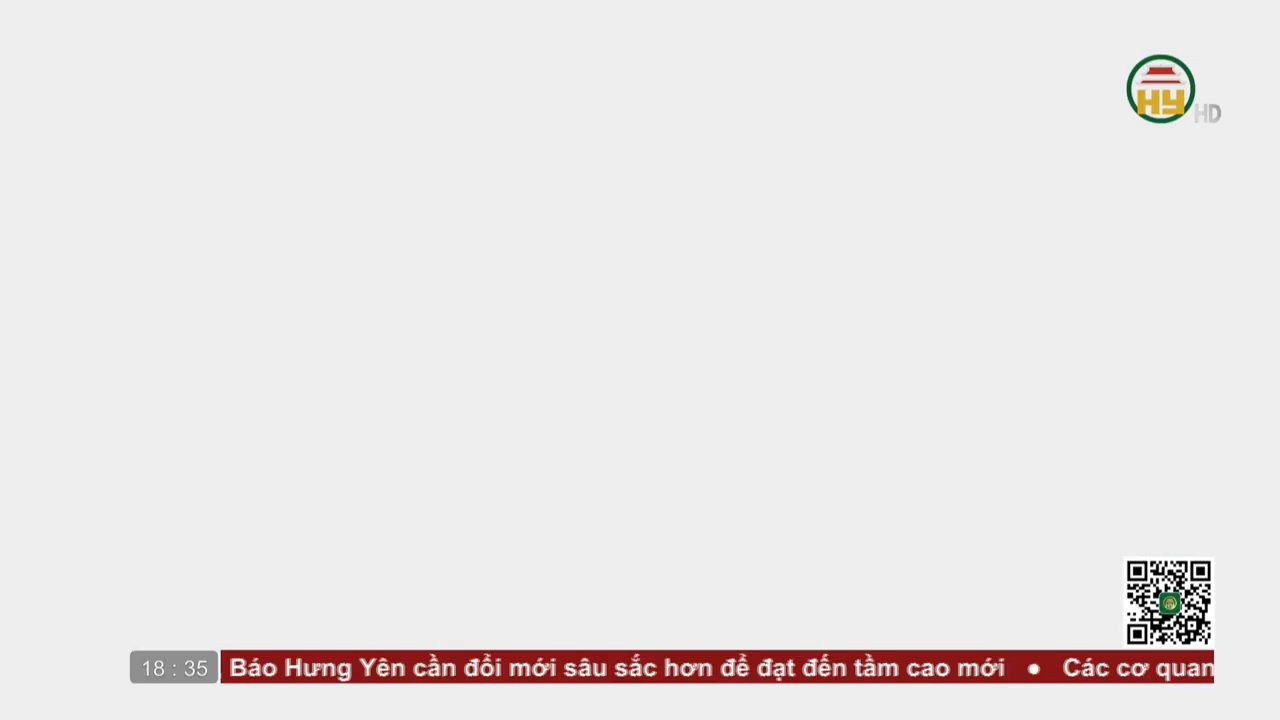 HY
HD
18 : 35
Báo Hưng Yên cần đổi mới sâu sắc hơn để đạt đến tầm cao mới ● Các cơ quan